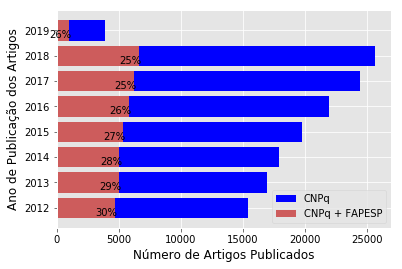 Ano de Publicação dos Artigos
2019 26%
2018 25%
2017 25%
2016 26%
2015 27%
2014 28%
2013 29%
2012 30%
CNPq
CNPq + FAPESP
0 5000 10000 15000 20000 25000
Número de Artigos Publicados